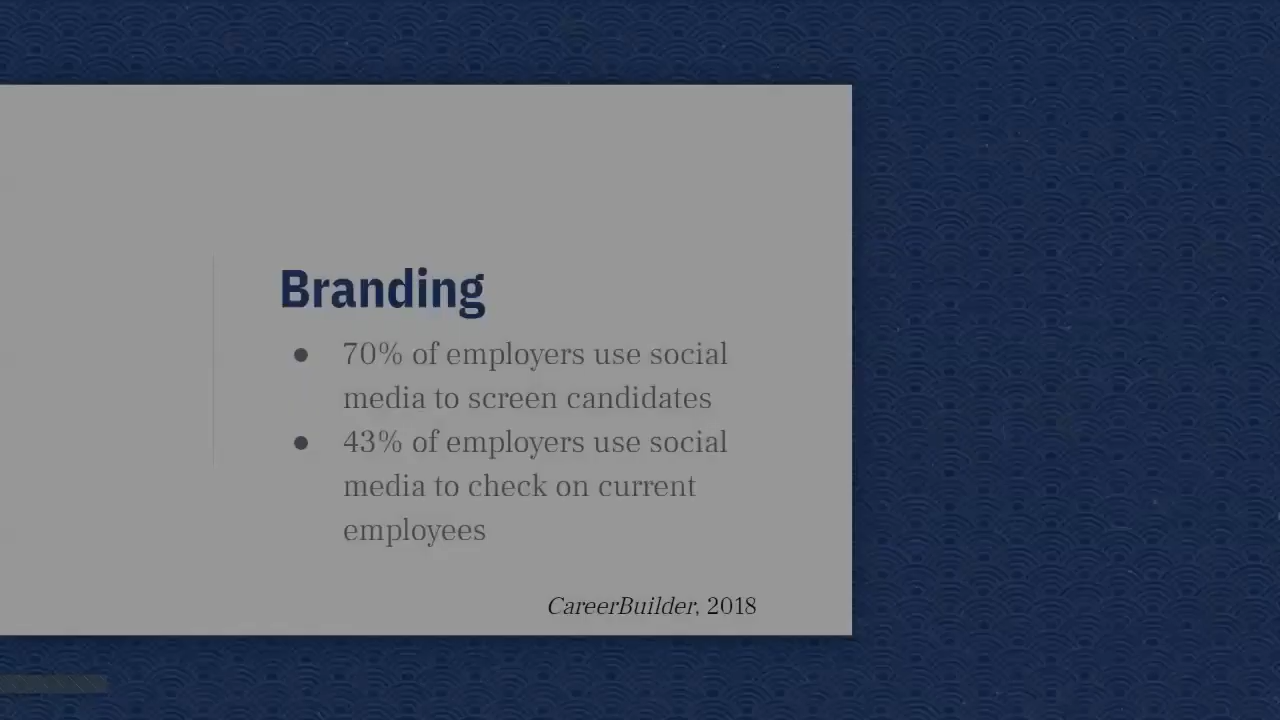 Branding
● 70% of employers use social
media to screen candidates
● 43% of employers use social
media to check on current
employees
CareerBuilder, 2018